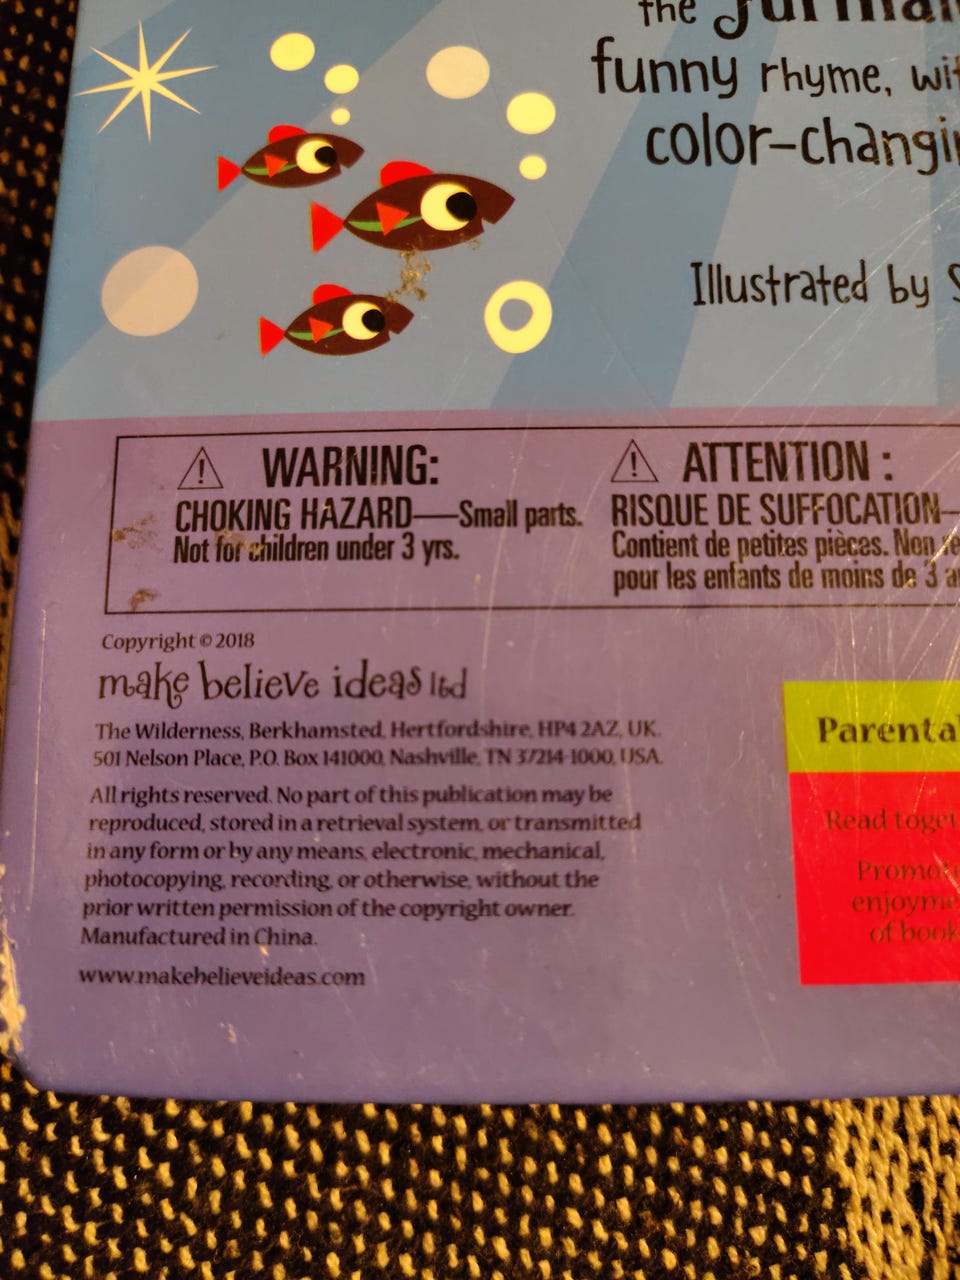 the
funny rhyme, wit
color-changin
Illustrated by S
WARNING:
CHOKING HAZARD—Small parts.
Not for children under 3 yrs.
ATTENTION :
RISQUE DE SUFFOCATION—
Contient de petites pièces. Non re
pour les enfants de moins de 3 a
Copyright © 2018
make believe ideas ltd
The Wilderness, Berkhamsted, Hertfordshire, HP4 2AZ, UK.
501 Nelson Place, P.O. Box 141000, Nashville, TN 37214-1000, USA.
All rights reserved. No part of this publication may be
reproduced, stored in a retrieval system, or transmitted
in any form or by any means, electronic, mechanical,
photocopying, recording, or otherwise, without the
prior written permission of the copyright owner.
Manufactured in China.
www.makebelieveideas.com
Parental
Read toget
Promot
enjoyme
of book